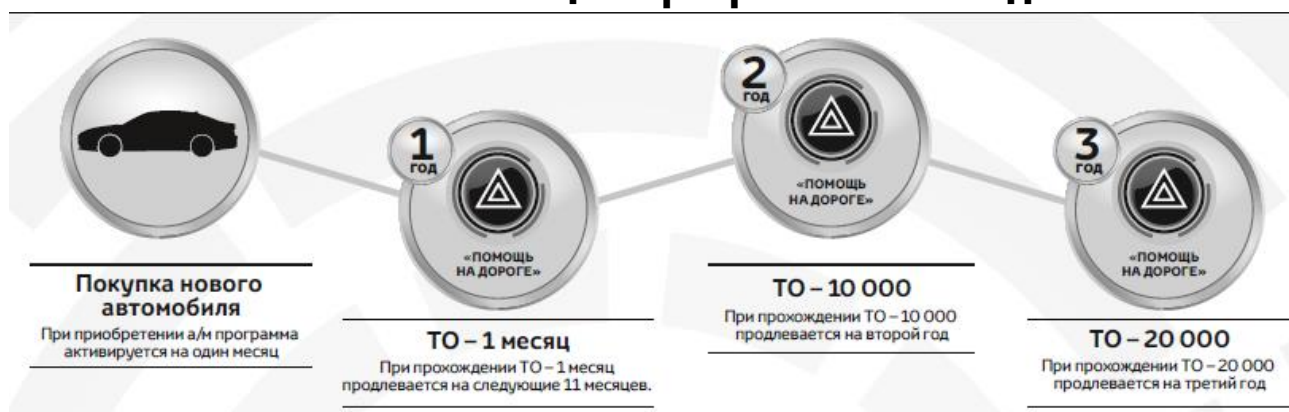 1
ГОД
«ПОМОЩЬ
НА ДОРОГЕ»
2
ГОД
«ПОМОЩЬ
НА ДОРОГЕ»
3
ГОД
«ПОМОЩЬ
НА ДОРОГЕ»
Покупка нового
автомобиля
При приобретении а/м программа
активируется на один месяц
ТО – 1 месяц
При прохождении ТО – 1 месяц
продлевается на следующие 11 месяцев.
ТО – 10 000
При прохождении ТО – 10 000
продлевается на второй год
ТО – 20 000
При прохождении ТО – 20 000
продлевается на третий год